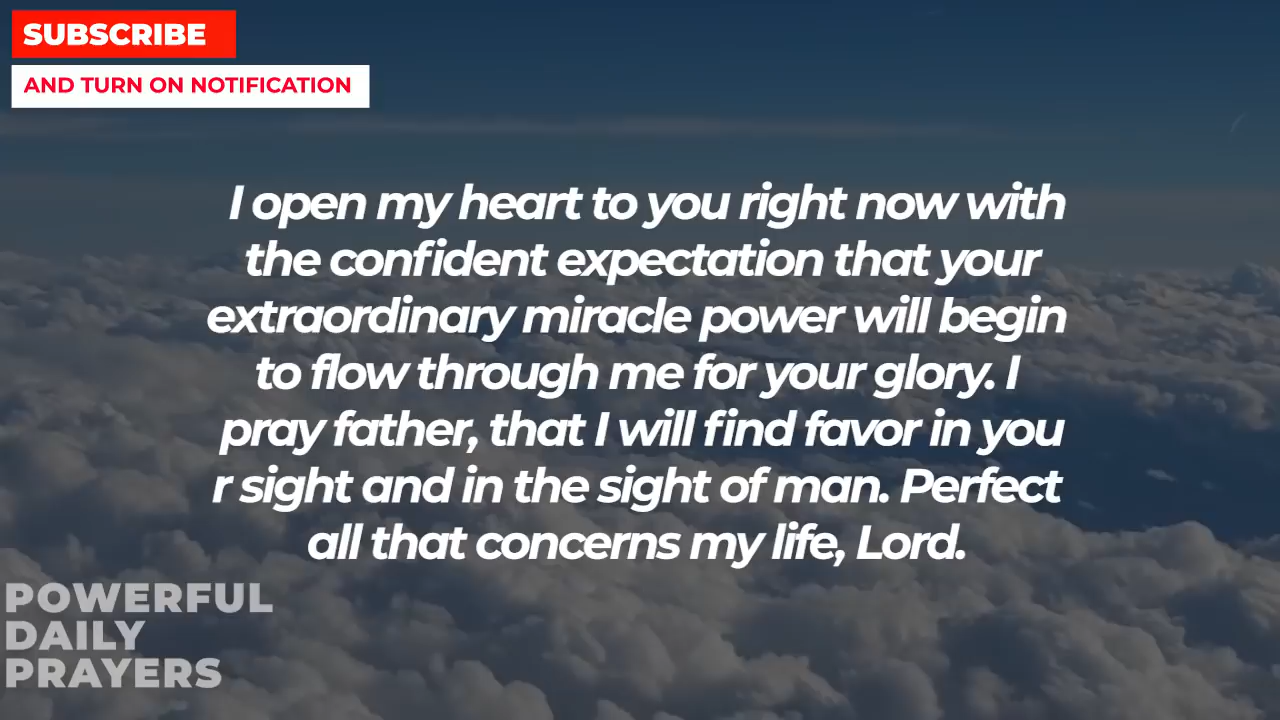 SUBSCRIBE
AND TURN ON NOTIFICATION
I open my heart to you right now with
the confident expectation that your
extraordinary miracle power will begin
to flow through me for your glory. I
pray father, that I will find favor in you
r sight and in the sight of man. Perfect
all that concerns my life, Lord.
POWERFUL
DAILY
PRAYERS